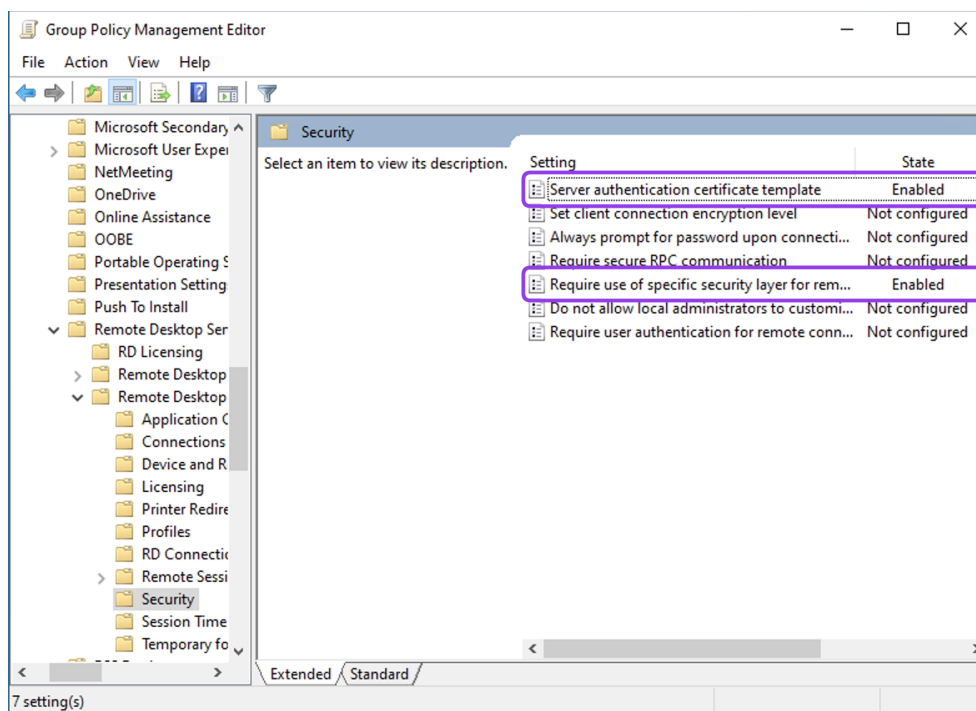 Group Policy Management Editor
File Action View Help
Microsoft Secondary
Microsoft User Exper
NetMeeting
OneDrive
Online Assistance
OOBE
Portable Operating S
Presentation Setting
Push To Install
Remote Desktop Ser
RD Licensing
Remote Desktop
Remote Desktop
Application C
Connections
Device and R
Licensing
Printer Redire
Profiles
RD Connectic
Remote Sessi
Security
Session Time
Temporary fo
Security
Select an item to view its description.
Setting State
Server authentication certificate template Enabled
Set client connection encryption level Not configured
Always prompt for password upon connecti... Not configured
Require secure RPC communication Not configured
Require use of specific security layer for rem... Enabled
Do not allow local administrators to customi... Not configured
Require user authentication for remote conn... Not configured
Extended Standard
7 setting(s)